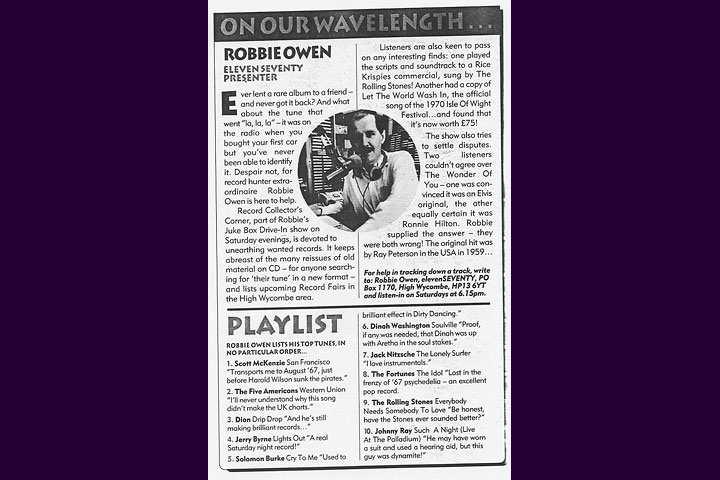 ON OUR WAVELENGTH...
ROBBIE OWEN
ELEVEN SEVENTY
PRESENTER
Ever lent a rare album to a friend –
and never got it back? And what
about the tune that
went "la, la, la" – it was on
the radio when you
bought your first car
but you've never
been able to identify
it. Despair not, for
record hunter extra-
ordinaire Robbie
Owen is here to help.
Record Collector's
Corner, part of Robbie's
Juke Box Drive-In show on
Saturday evenings, is devoted to
unearthing wanted records. It keeps
abreast of the many reissues of old
material on CD – for anyone search-
ing for 'their tune' in a new format –
and lists upcoming Record Fairs in
the High Wycombe area.
Listeners are also keen to pass
on any interesting finds: one played
the scripts and soundtrack to a Rice
Krispies commercial, sung by The
Rolling Stones! Another had a copy of
Let The World Wash In, the official
song of the 1970 Isle Of Wight
Festival...and found that
it's now worth £75!
The show also tries
to settle disputes.
Two listeners
couldn't agree over
The Wonder Of
You – one was con-
vinced it was an Elvis
original, the other
equally certain it was
Ronnie Hilton. Robbie
supplied the answer – they
were both wrong! The original hit was
by Ray Peterson in the USA in 1959...
For help in tracking down a track, write
to: Robbie Owen, elevenSEVENTY, PO
Box 1170, High Wycombe, HP13 6YT
and listen-in on Saturdays at 6.15pm.
PLAYLIST
ROBBIE OWEN LISTS HIS TOP TUNES, IN
NO PARTICULAR ORDER...
1. Scott McKenzie San Francisco
"Transports me to August '67, just
before Harold Wilson sunk the pirates."
2. The Five Americans Western Union
"I'll never understand why this song
didn't make the UK charts."
3. Dion Drip Drop "And he's still
making brilliant records..."
4. Jerry Byrne Lights Out "A real
Saturday night record!"
5. Solomon Burke Cry To Me "Used to
brilliant effect in Dirty Dancing."
6. Dinah Washington Soulville "Proof,
if any was needed, that Dinah was up
with Aretha in the soul stakes."
7. Jack Nitzsche The Lonely Surfer
"I love instrumentals."
8. The Fortunes The Idol "Lost in the
frenzy of '67 psychedelia – an excellent
pop record.
9. The Rolling Stones Everybody
Needs Somebody To Love "Be honest,
have the Stones ever sounded better?"
10. Johnny Ray Such A Night (Live
At The Palladium) "He may have worn
a suit and used a hearing aid, but this
guy was dynamite!"